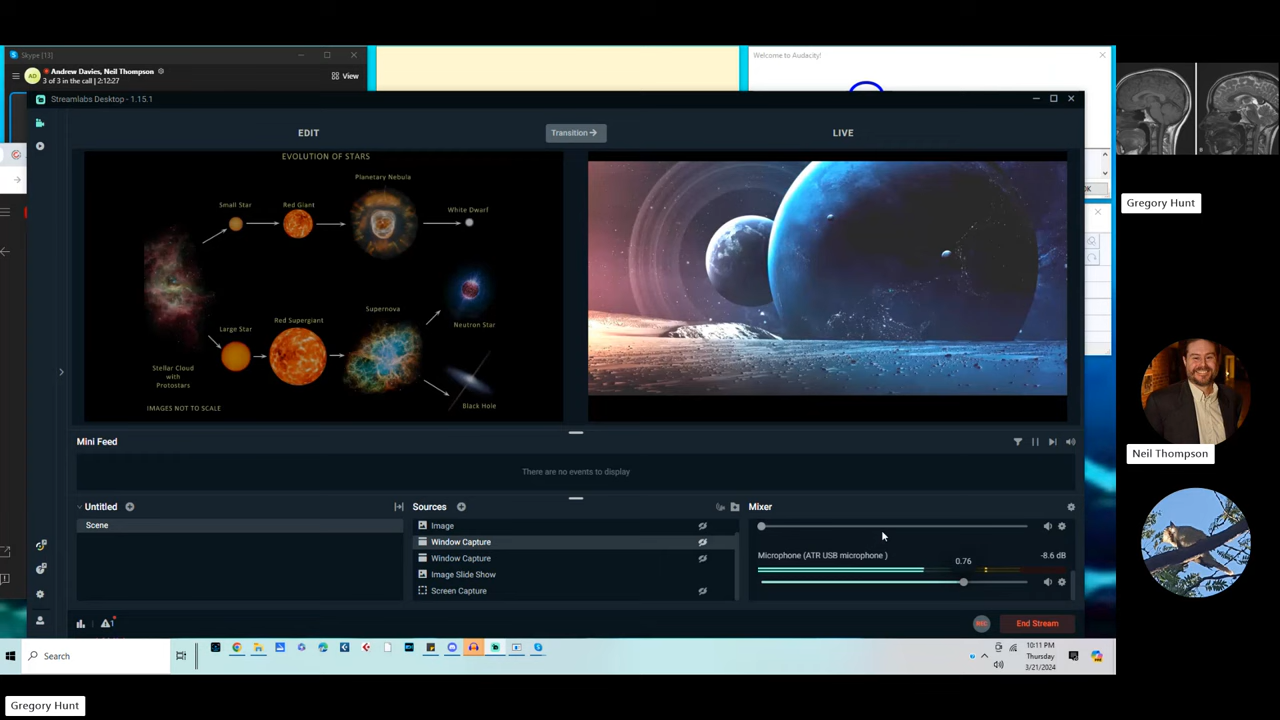 Skype [13]
Andrew Davies, Neil Thompson
3 of 3 in the call | 2:12:27
AD
View
Welcome to Audacity!
Streamlabs Desktop - 1.15.1
EDIT
Transition
LIVE
EVOLUTION OF STARS
Planetary Nebula
Small Star
Red Giant
White Dwarf
Supernova
Large Star
Red Supergiant
Neutron Star
Stellar Cloud
with
Protostars
Black Hole
IMAGES NOT TO SCALE
Mini Feed
There are no events to display
Untitled
Scene
Sources
Image
Window Capture
Window Capture
Image Slide Show
Screen Capture
Mixer
Microphone (ATR USB microphone )
-8.6 dB
0.76
REC
End Stream
Search
10:11 PM
Thursday
3/21/2024
Gregory Hunt
Neil Thompson
Gregory Hunt